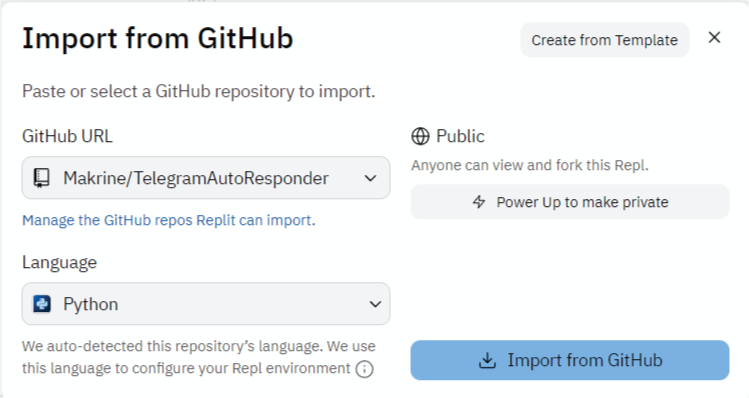 Import from GitHub
Create from Template
Paste or select a GitHub repository to import.
GitHub URL
Makrine/TelegramAutoResponder
Manage the GitHub repos Replit can import.
Language
Python
We auto-detected this repository's language. We use
this language to configure your Repl environment
Public
Anyone can view and fork this Repl.
Power Up to make private
Import from GitHub